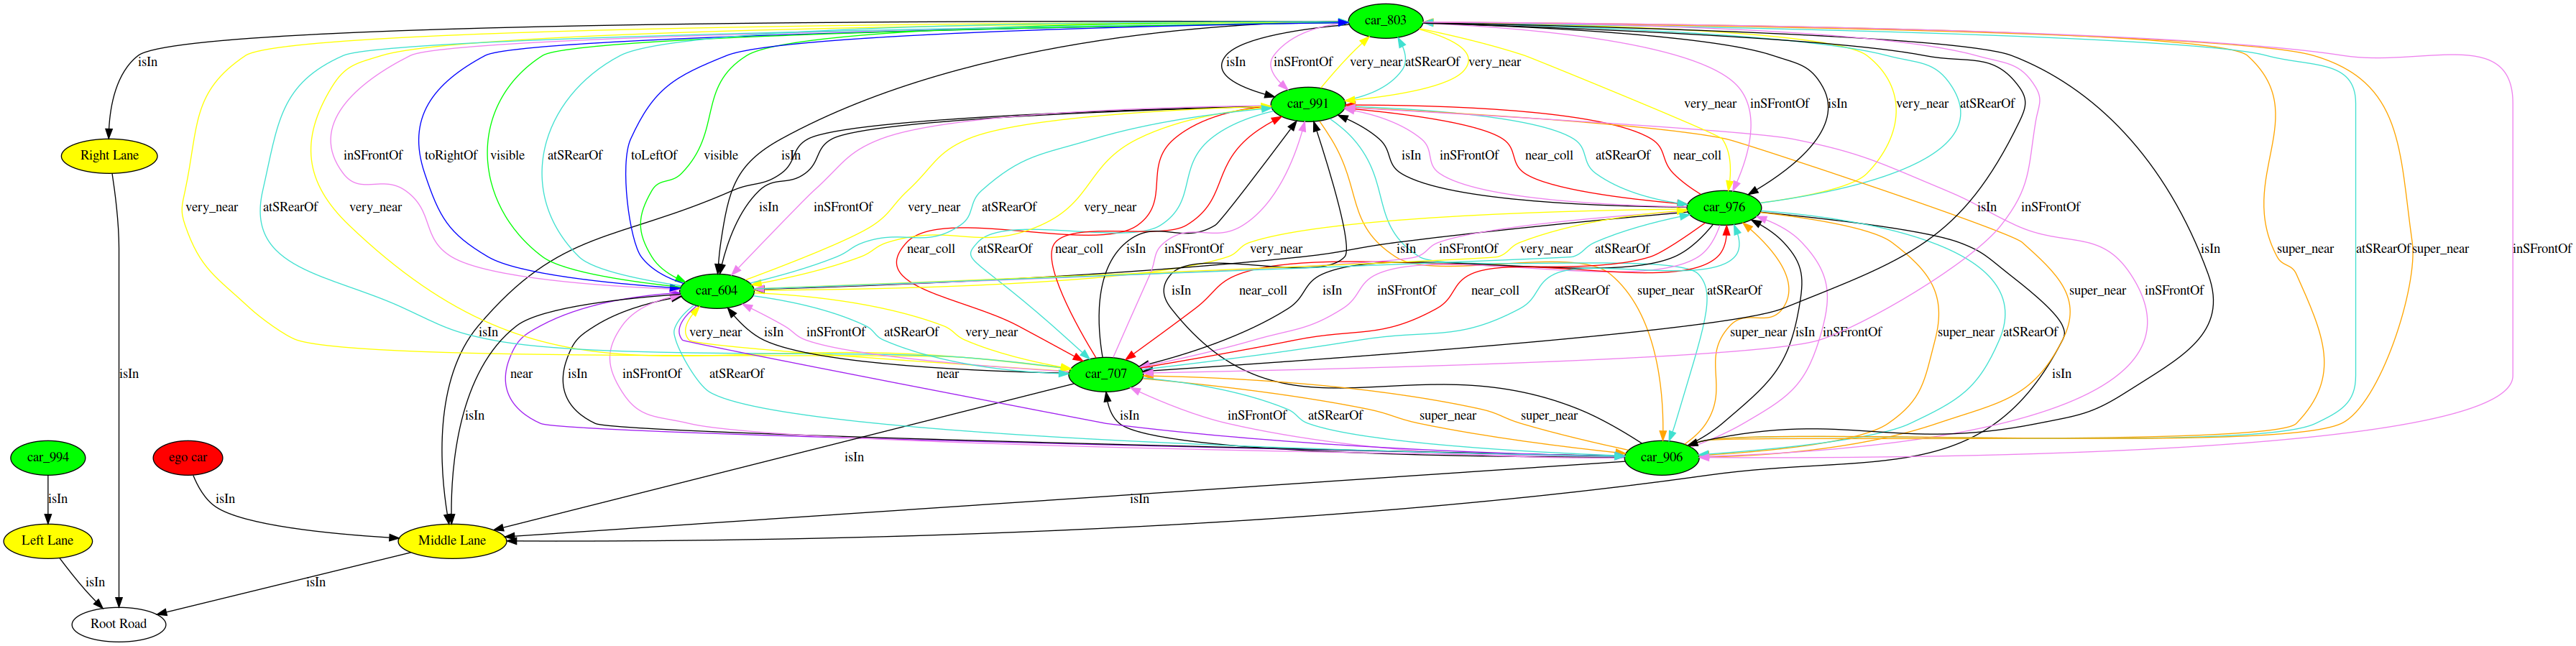 car_803
isIn
isIn
inSFrontOf
very_near
atSRearOf
very_near
car_991
very_near
inSFrontOf
isIn
very_near
atSRearOf
Right Lane
inSFrontOf
toRightOf
visible
atSRearOf
toLeftOf
visible
isIn
isIn
inSFrontOf
near_coll
atSRearOf
near_coll
very_near
atSRearOf
very_near
isIn
inSFrontOf
very_near
atSRearOf
very_near
car_976
isIn
inSFrontOf
near_coll
atSRearOf
near_coll
isIn
inSFrontOf
very_near
isIn
inSFrontOf
very_near
atSRearOf
isIn
super_near
atSRearOf
super_near
inSFrontOf
car_604
near_coll
isIn
inSFrontOf
near_coll
atSRearOf
isIn
super_near
atSRearOf
super_near
inSFrontOf
isIn
very_near
isIn
inSFrontOf
atSRearOf
very_near
super_near
isIn
inSFrontOf
super_near
atSRearOf
isIn
near
isIn
inSFrontOf
atSRearOf
near
car_707
isIn
isIn
isIn
inSFrontOf
atSRearOf
super_near
super_near
car_994
ego car
isIn
car_906
isIn
isIn
isIn
Left Lane
Middle Lane
isIn
isIn
Root Road